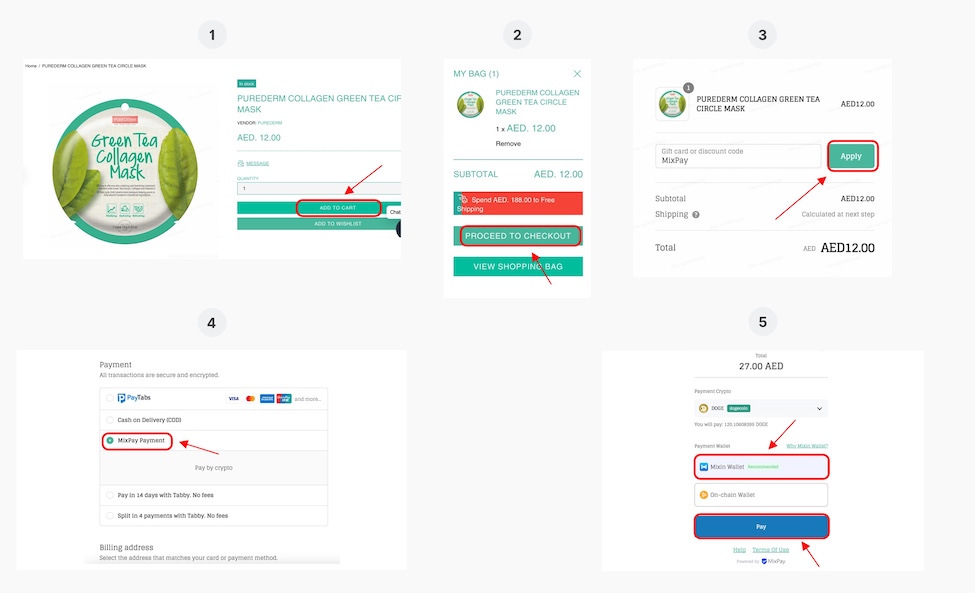 1
Home / PUREDERM COLLAGEN GREEN TEA CIRCLE MASK
PUREDERM
Green Tea
Collagen
Mask
In stock
PUREDERM COLLAGEN GREEN TEA CIR
MASK
VENDOR: PUREDERM
AED. 12.00
MESSAGE
QUANTITY
1
ADD TO CART
Chat
ADD TO WISHLIST
2
MY BAG (1)
PUREDERM COLLAGEN
GREEN TEA CIRCLE
MASK
1 x AED. 12.00
Remove
SUBTOTAL AED. 12.00
Spend AED. 188.00 to Free
Shipping
PROCEED TO CHECKOUT
VIEW SHOPPING BAG
3
1
PUREDERM COLLAGEN GREEN TEA
CIRCLE MASK
AED12.00
Gift card or discount code
MixPay
Apply
Subtotal AED12.00
Shipping ? Calculated at next step
Total AED AED12.00
4
Payment
All transactions are secure and encrypted.
PayTabs VISA and more...
Cash on Delivery (COD)
MixPay Payment
Pay by crypto
Pay in 14 days with Tabby. No fees
Split in 4 payments with Tabby. No fees
Billing address
Select the address that matches your card or payment method.
5
Total
27.00 AED
Payment Crypto
DOGE Dogecoin
Payment Wallet Why Mixin Wallet?
Mixin Wallet Recommended
On-chain Wallet
Pay
Help Terms Of Use
Powered by MixPay